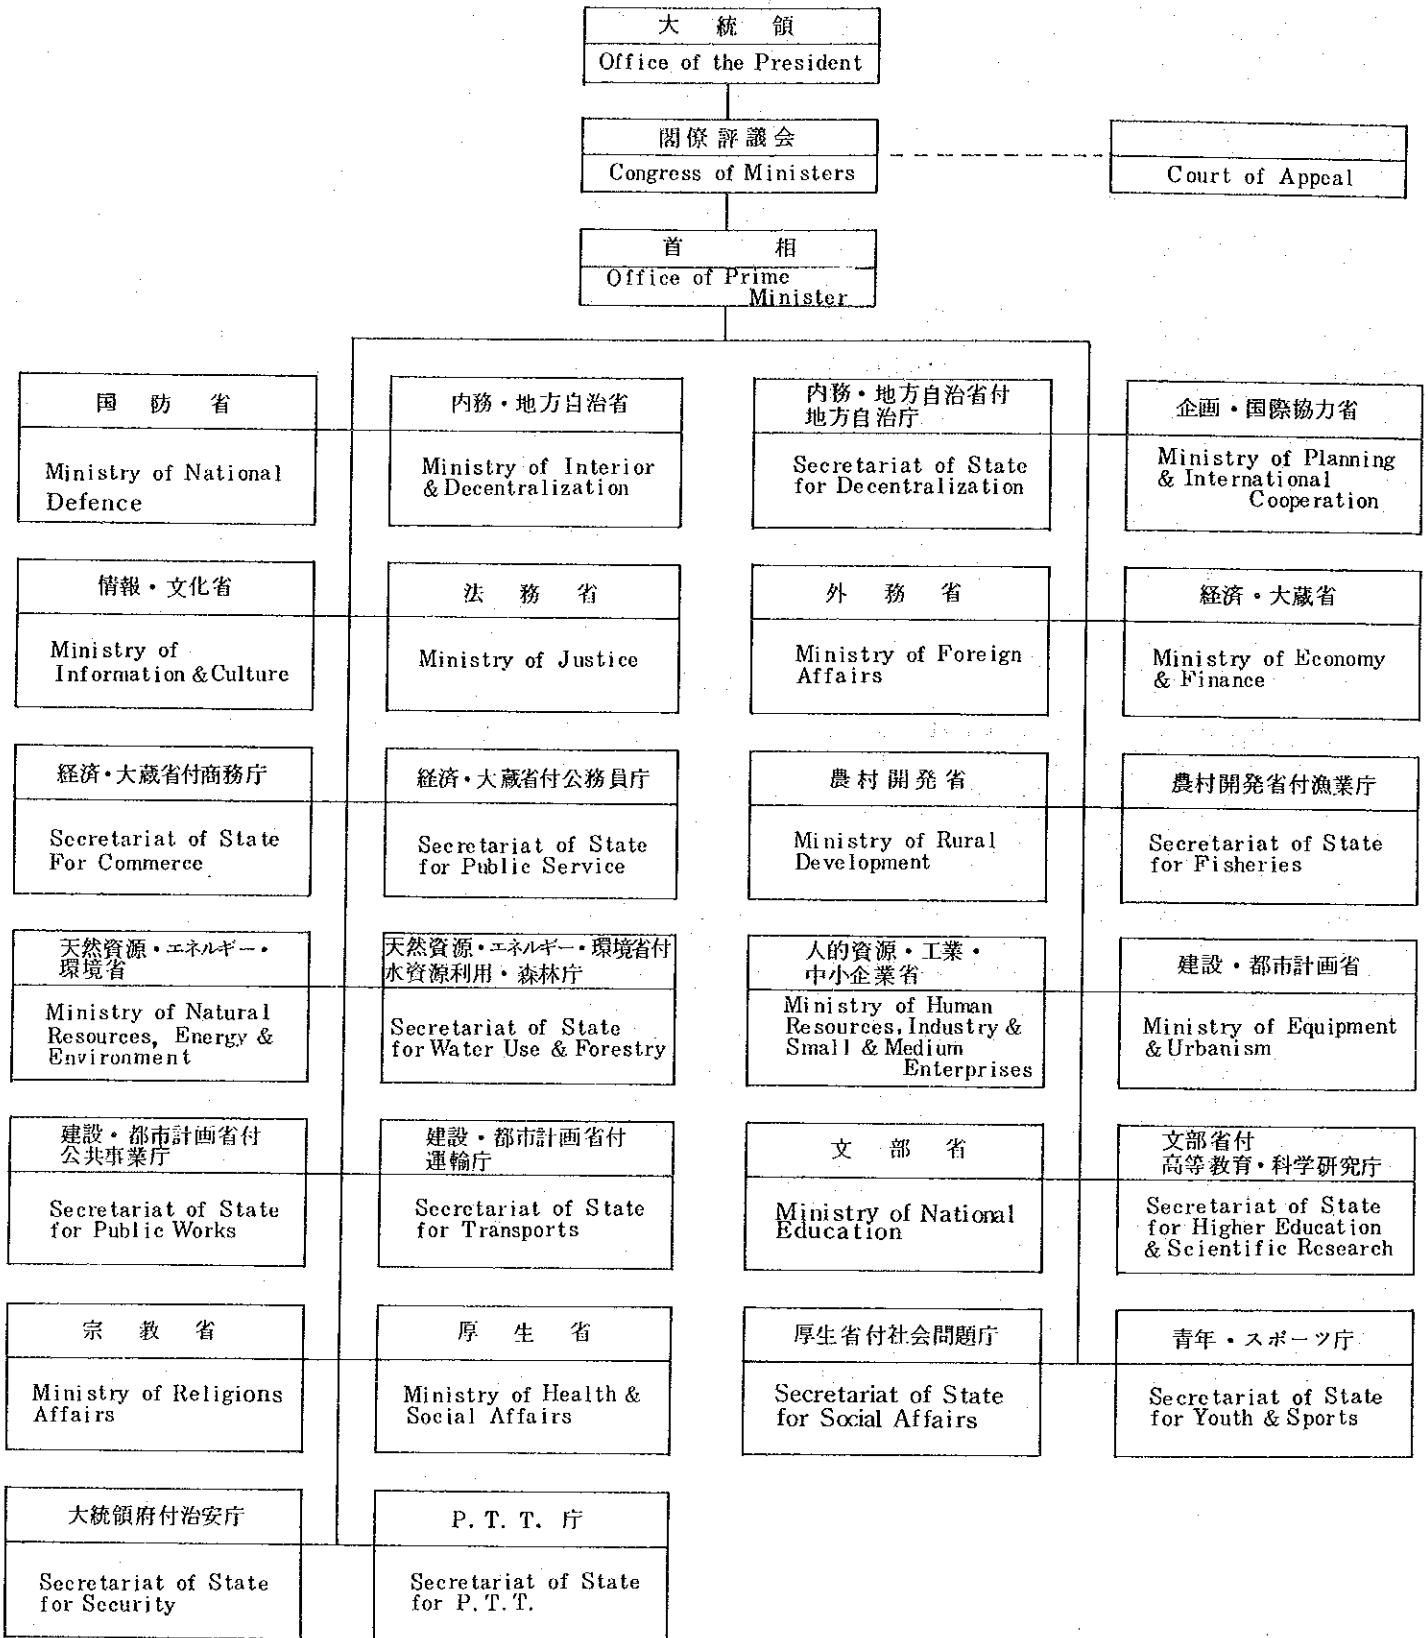 大統領
Office of the President
閣僚評議会
Congress of Ministers
Court of Appeal
首相
Office of Prime
Minister
国防省
Ministry of National
Defence
内務・地方自治省
Ministry of Interior
& Decentralization
内務・地方自治省付
地方自治庁
Secretariat of State
for Decentralization
企画・国際協力省
Ministry of Planning
& International
Cooperation
情報・文化省
Ministry of
Information & Culture
法務省
Ministry of Justice
外務省
Ministry of Foreign
Affairs
経済・大蔵省
Ministry of Economy
& Finance
経済・大蔵省付商務庁
Secretariat of State
For Commerce
経済・大蔵省付公務員庁
Secretariat of State
for Public Service
農村開発省
Ministry of Rural
Development
農村開発省付漁業庁
Secretariat of State
for Fisheries
天然資源・エネルギー・
環境省
Ministry of Natural
Resources, Energy &
Environment
天然資源・エネルギー・環境省付
水資源利用・森林庁
Secretariat of State
for Water Use & Forestry
人的資源・工業・
中小企業省
Ministry of Human
Resources, Industry &
Small & Medium
Enterprises
建設・都市計画省
Ministry of Equipment
& Urbanism
建設・都市計画省付
公共事業庁
Secretariat of State
for Public Works
建設・都市計画省付
運輸庁
Secretariat of State
for Transports
文部省
Ministry of National
Education
文部省付
高等教育・科学研究庁
Secretariat of State
for Higher Education
& Scientific Research
宗教省
Ministry of Religions
Affairs
厚生省
Ministry of Health &
Social Affairs
厚生省付社会問題庁
Secretariat of State
for Social Affairs
青年・スポーツ庁
Secretariat of State
for Youth & Sports
大統領府付治安庁
Secretariat of State
for Security
P.T.T.庁
Secretariat of State
for P.T.T.